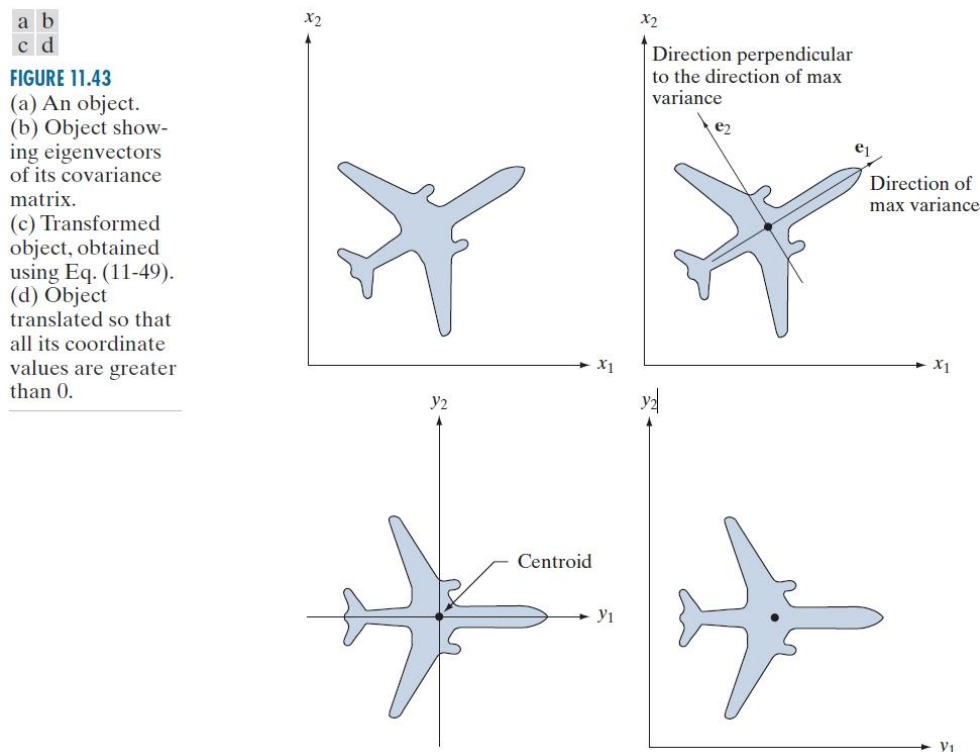 a b
c d
FIGURE 11.43
(a) An object.
(b) Object show-
ing eigenvectors
of its covariance
matrix.
(c) Transformed
object, obtained
using Eq. (11-49).
(d) Object
translated so that
all its coordinate
values are greater
than 0.
x2
x1
x2
Direction perpendicular
to the direction of max
variance
e2
e1
Direction of
max variance
x1
y2
Centroid
y1
y2
y1